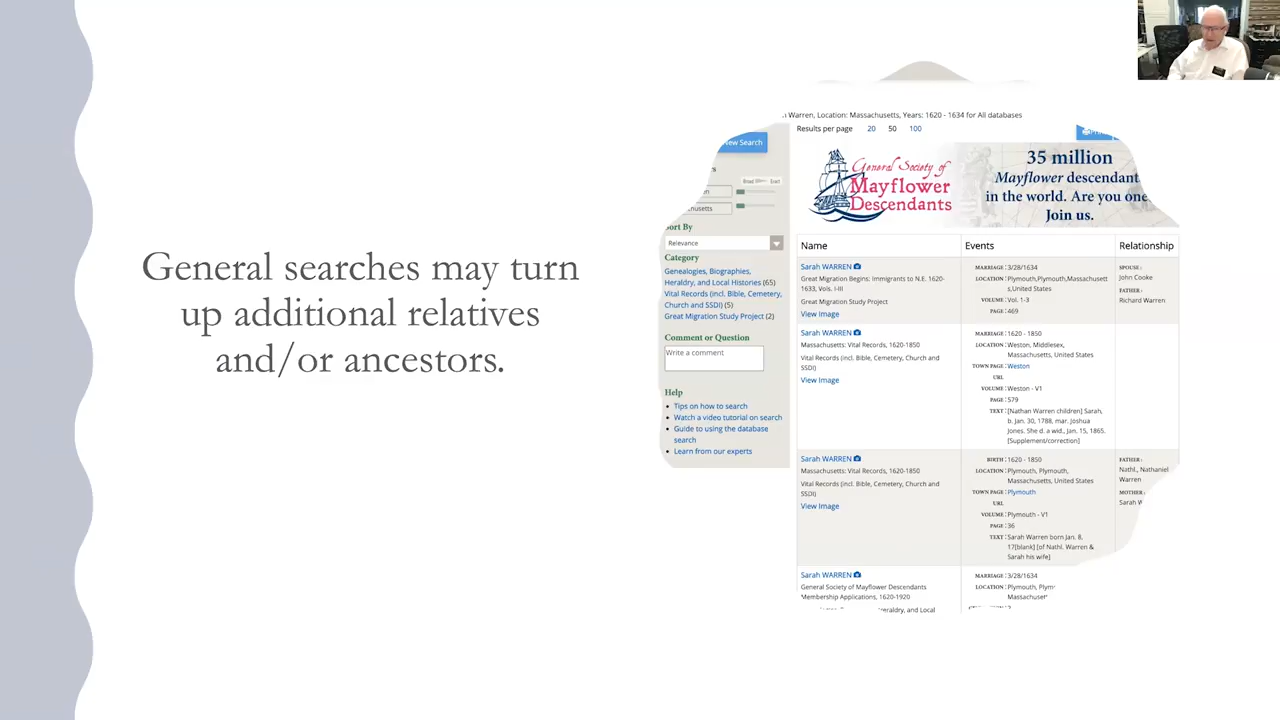 General searches may turn
up additional relatives
and/or ancestors.
Warren, Location: Massachusetts, Years: 1620 - 1634 for All databases
Results per page 20 50 100
New Search
Sort By
Relevance
Category
Genealogies, Biographies,
Heraldry, and Local Histories (65)
Vital Records (incl. Bible, Cemetery,
Church and SSDI) (5)
Great Migration Study Project (2)
Comment or Question
Write a comment
Help
Tips on how to search
Watch a video tutorial on search
Guide to using the database
search
Learn from our experts
General Society of
Mayflower
Descendants
35 million
Mayflower descendant
in the world. Are you one
Join us.
Name Events Relationship
Sarah WARREN
Great Migration Begins: Immigrants to N.E. 1620-
1633, Vols. I-III
Great Migration Study Project
View Image
MARRIAGE: 3/28/1634
LOCATION: Plymouth,Plymouth,Massachusett
s,United States
VOLUME: Vol. 1-3
PAGE: 469
SPOUSE:
John Cooke
FATHER:
Richard Warren
Sarah WARREN
Massachusetts: Vital Records, 1620-1850
Vital Records (incl. Bible, Cemetery, Church and
SSDI)
View Image
MARRIAGE: 1620 - 1850
LOCATION: Weston, Middlesex,
Massachusetts, United States
TOWN PAGE: Weston
URL
VOLUME: Weston - V1
PAGE: 579
TEXT: [Nathan Warren children] Sarah,
b. Jan. 30, 1788, mar. Joshua
Jones. She d. a wid., Jan. 15, 1865.
[Supplement/correction]
Sarah WARREN
Massachusetts: Vital Records, 1620-1850
Vital Records (incl. Bible, Cemetery, Church and
SSDI)
View Image
BIRTH: 1620 - 1850
LOCATION: Plymouth, Plymouth,
Massachusetts, United States
TOWN PAGE: Plymouth
URL
VOLUME: Plymouth - V1
PAGE: 36
TEXT: Sarah Warren born Jan. 8,
17[blank] [of Nathl. Warren &
Sarah his wife]
FATHER:
Nathl., Nathaniel
Warren
MOTHER:
Sarah W
Sarah WARREN
General Society of Mayflower Descendants
Membership Applications, 1620-1920
MARRIAGE: 3/28/1634
LOCATION: Plymouth, Plym
Massachuset